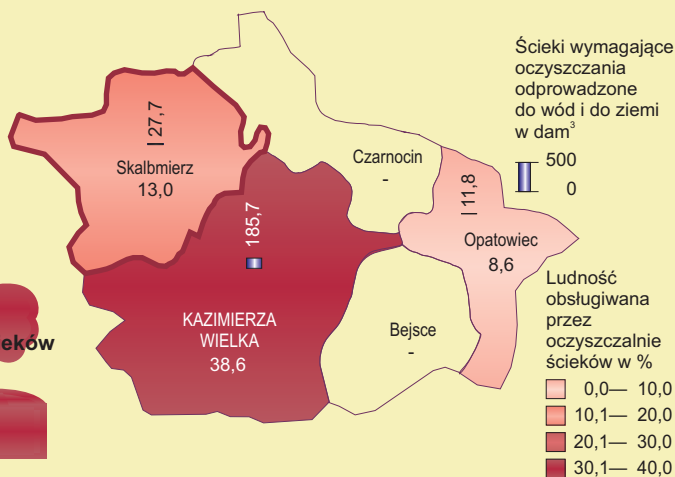 Ścieki wymagające
oczyszczania
odprowadzone
do wód i do ziemi
w dam³
500
0
27,7
Skalbmierz
13,0
Czarnocin
-
11,8
Opatowiec
8,6
185,7
KAZIMIERZA
WIELKA
38,6
Bejsce
-
eków
Ludność
obsługiwana
przez
oczyszczalnie
ścieków w %
0,0— 10,0
10,1— 20,0
20,1— 30,0
30,1— 40,0